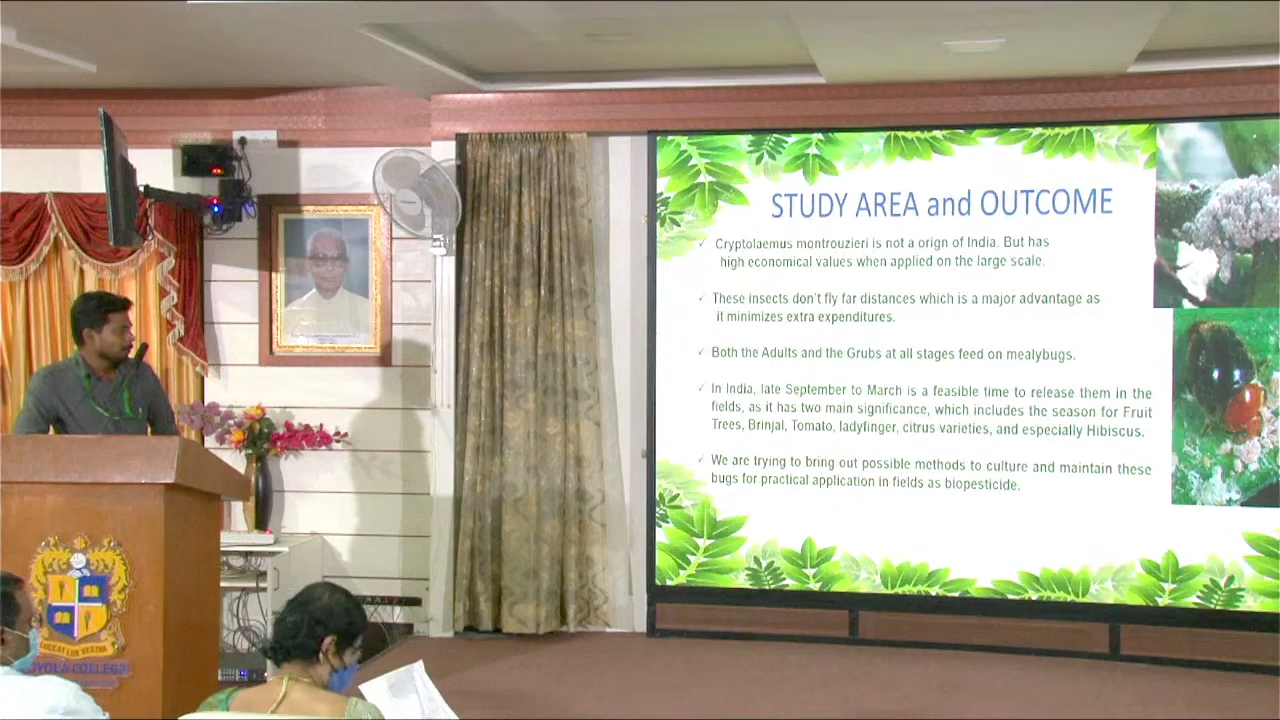 STUDY AREA and OUTCOME
✓ Cryptolaemus montrouzieri is not a orign of India. But has
high economical values when applied on the large scale.
✓ These insects don't fly far distances which is a major advantage as
it minimizes extra expenditures.
✓ Both the Adults and the Grubs at all stages feed on mealybugs.
✓ In India, late September to March is a feasible time to release them in the
fields, as it has two main significance, which includes the season for Fruit
Trees, Brinjal, Tomato, ladyfinger, citrus varieties, and especially Hibiscus.
✓ We are trying to bring out possible methods to culture and maintain these
bugs for practical application in fields as biopesticide.
LUCEAT LUX VESTRA
LOYOLA COLLEGE